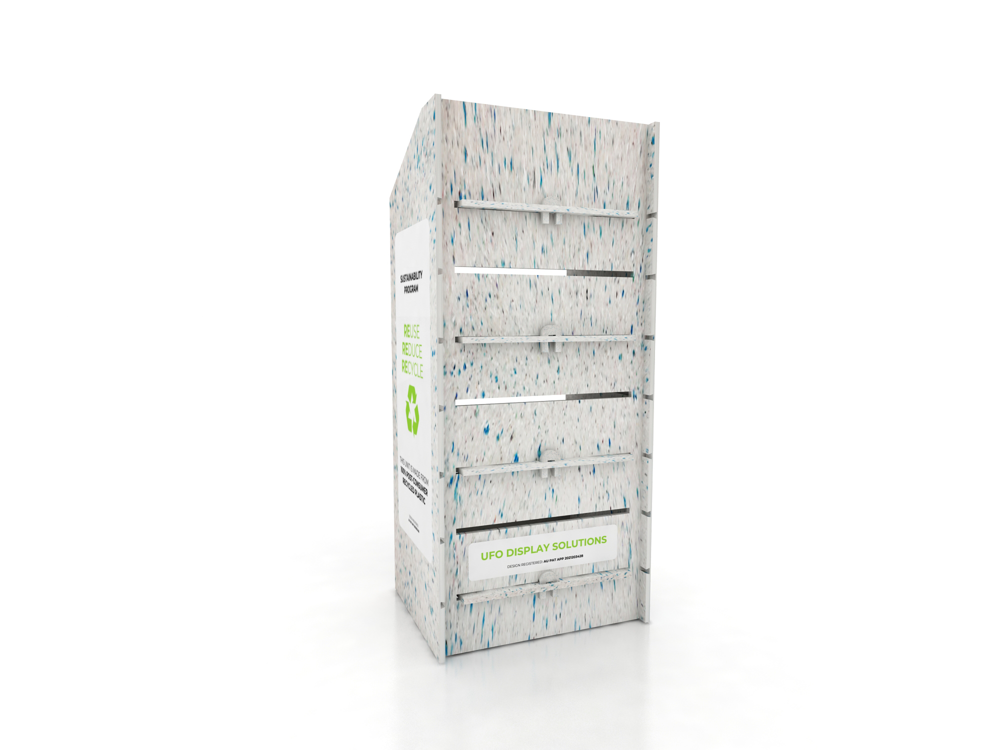 SUSTAINABILITY
PROGRAM
REUSE
REDUCE
RECYCLE
THIS UNIT IS MADE FROM
100% POST-CONSUMER
RECYCLED PLASTIC
UFO DISPLAY SOLUTIONS
DESIGN REGISTERED: AU PAT APP 2021203428